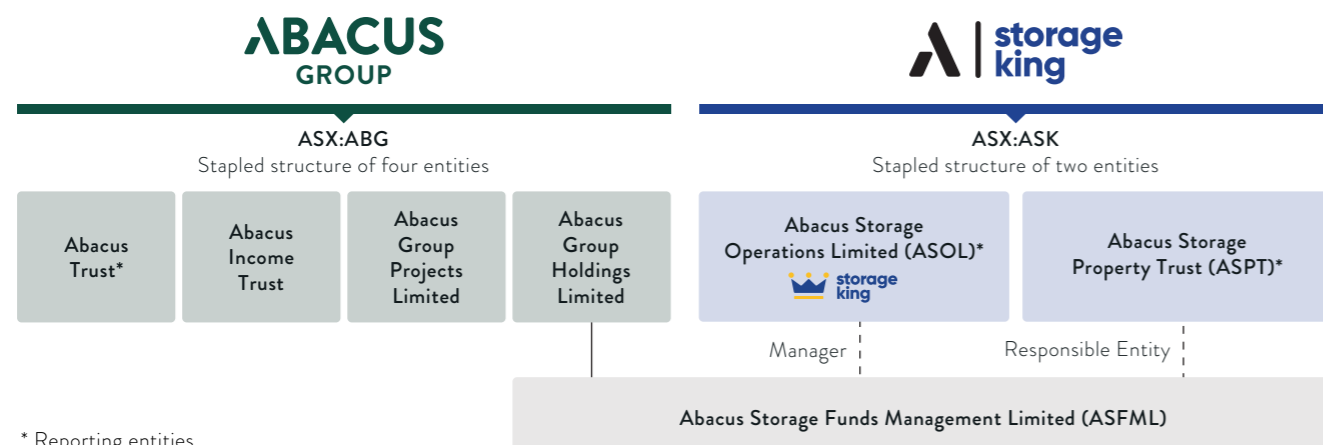 ABACUS
GROUP
storage
king
ASX:ABG
Stapled structure of four entities
ASX:ASK
Stapled structure of two entities
Abacus
Trust*
Abacus
Income
Trust
Abacus
Group
Projects
Limited
Abacus
Group
Holdings
Limited
Abacus Storage
Operations Limited (ASOL)*
storage
king
Abacus Storage
Property Trust (ASPT)*
Manager
Responsible Entity
Abacus Storage Funds Management Limited (ASFML)
* Reporting entities